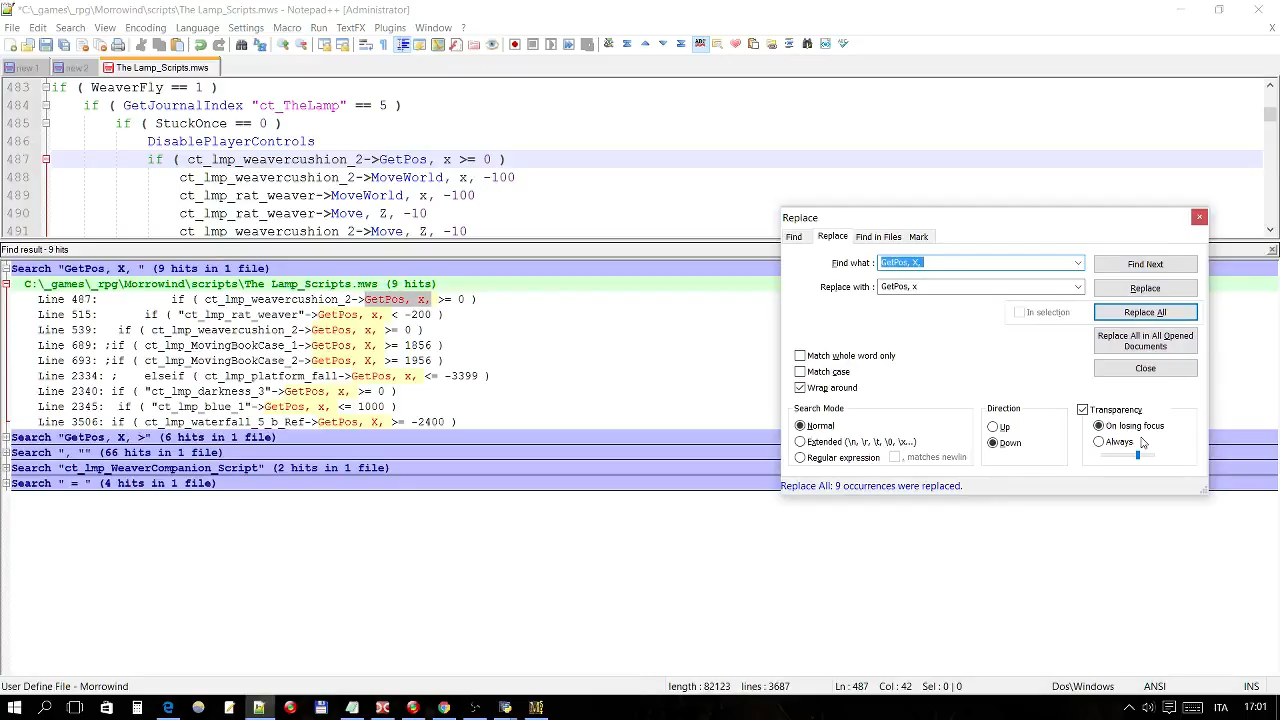 *C:\_games\_rpg\Morrowind\scripts\The Lamp_Scripts.mws - Notepad++ [Administrator]
File Edit Search View Encoding Language Settings Macro Run TextFX Plugins Window ?
X
new 1
new 2
The Lamp_Scripts.mws
483 if ( WeaverFly == 1 )
484 if ( GetJournalIndex "ct_TheLamp" == 5 )
485 if ( StuckOnce == 0 )
486 DisablePlayerControls
487 if ( ct_lmp_weavercushion_2->GetPos, x >= 0 )
488 ct_lmp_weavercushion_2->MoveWorld, x, -100
489 ct_lmp_rat_weaver->MoveWorld, x, -100
490 ct_lmp_rat_weaver->Move, Z, -10
491 ct_lmp_weavercushion_2->Move, Z, -10
Find result - 9 hits
Search "GetPos, X, " (9 hits in 1 file)
C:\_games\_rpg\Morrowind\scripts\The Lamp_Scripts.mws (9 hits)
Line 487: if ( ct_lmp_weavercushion_2->GetPos, x, >= 0 )
Line 515: if ( "ct_lmp_rat_weaver"->GetPos, x, < -200 )
Line 539: if ( ct_lmp_weavercushion_2->GetPos, x, >= 0 )
Line 689: ;if ( ct_lmp_MovingBookCase_1->GetPos, x, >= 1856 )
Line 693: ;if ( ct_lmp_MovingBookCase_2->GetPos, x, >= 1956 )
Line 2334: ; elseif ( ct_lmp_platform_fall->GetPos, x, <= -3399 )
Line 2340: if ( "ct_lmp_darkness_3"->GetPos, x, >= 0 )
Line 2345: if ( "ct_lmp_blue_1"->GetPos, x, <= 1000 )
Line 3506: if ( ct_lmp_waterfall_5_b_Ref->GetPos, x, >= -2400 )
Search "GetPos, X, >" (6 hits in 1 file)
Search ", "" (66 hits in 1 file)
Search "ct_lmp_WeaverCompanion_Script" (2 hits in 1 file)
Search " = " (4 hits in 1 file)
Replace
Find Replace Find in Files Mark
Find what : GetPos, X,
Find Next
Replace with : GetPos, x
Replace
In selection
Replace All
Replace All in All Opened Documents
Close
Match whole word only
Match case
Wrap around
Search Mode
Normal
Extended (\n, \r, \t, \0, \x...)
Regular expression
. matches newlin
Direction
Up
Down
Transparency
On losing focus
Always
Replace All: 9 occurrences were replaced.
User Define File - Morrowind length : 82123 lines : 3687 Ln : 487 Col : 42 Sel : 0 | 0 Dos\Windows ANSI INS
ITA 17:01